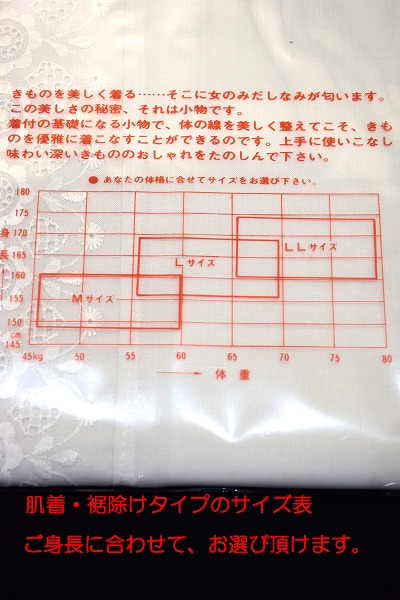 きものを美しく着る……そこに女のみだしなみが匂います。
この美しさの秘密、それは小物です。
着付の基礎になる小物で、体の線を美しく整えてこそ、きも
のを優雅に着こなすことができるのです。上手に使いこなし
味わい深いきもののおしゃれをたのしんで下さい。
● あなたの体格に合せてサイズをお選び下さい。
180
175
身 170
長 165
160
155
150
cm
145
LLサイズ
Lサイズ
Mサイズ
45kg 50 55 60 65 70 75 80
→ 体重
肌着・裾除けタイプのサイズ表
ご身長に合わせて、お選び頂けます。